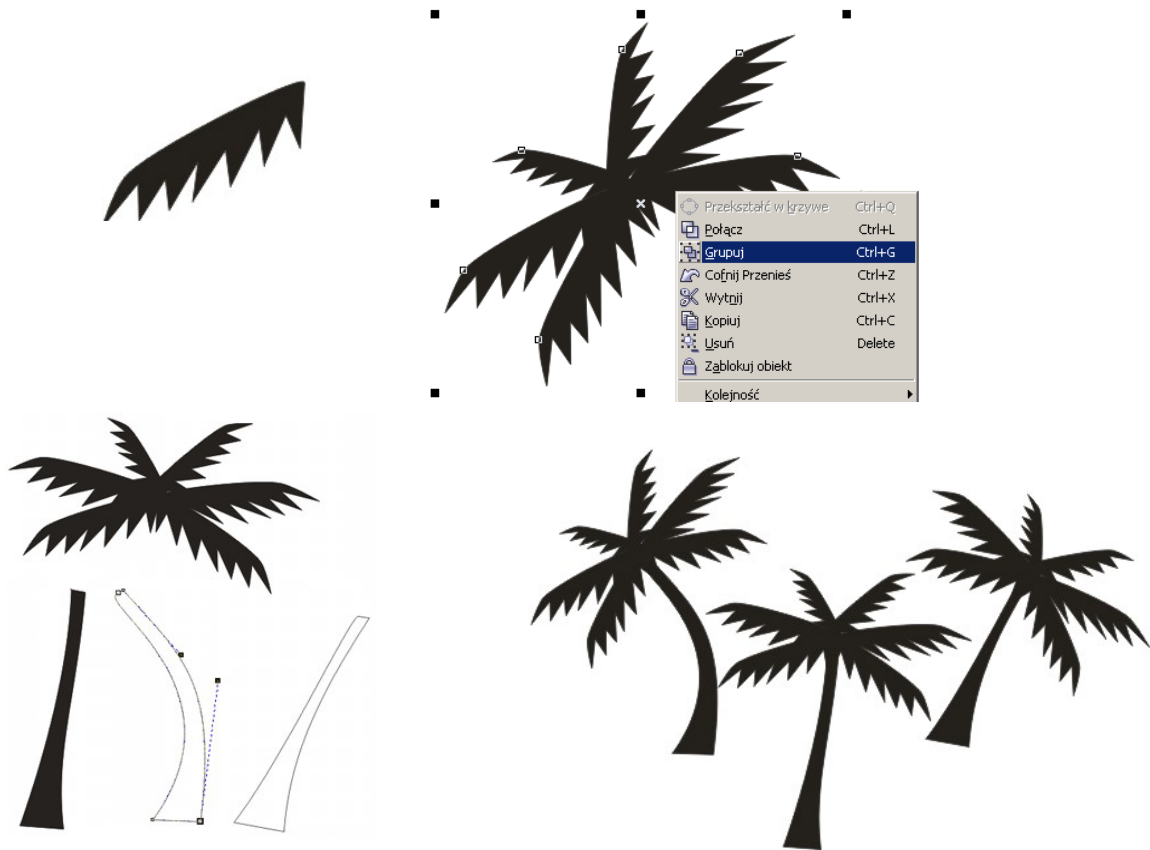 Przekształć w krzywe Ctrl+Q
Połącz Ctrl+L
Grupuj Ctrl+G
Cofnij Przenieś Ctrl+Z
Wytnij Ctrl+X
Kopiuj Ctrl+C
Usuń Delete
Zablokuj obiekt
Kolejność